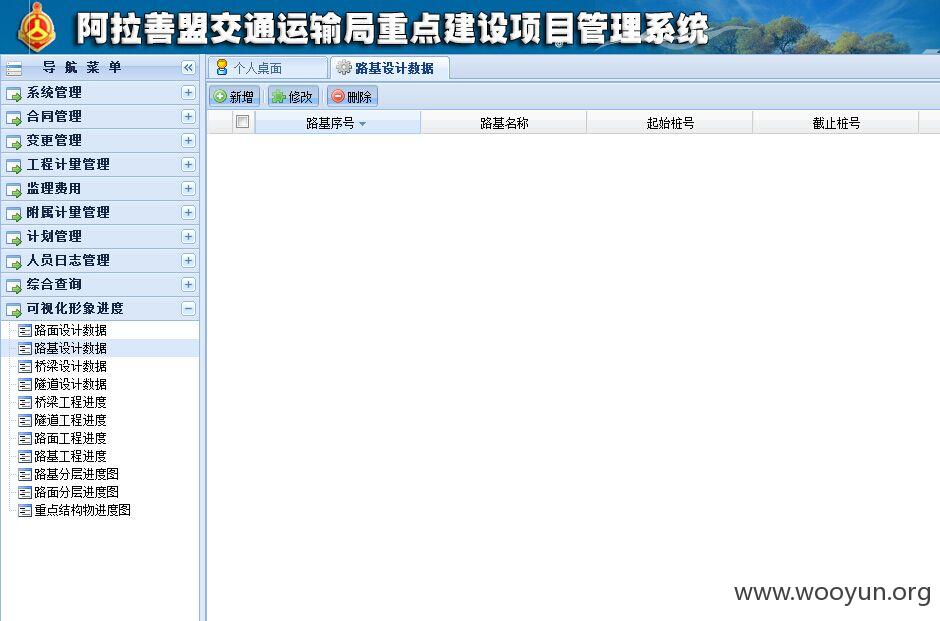 阿拉善盟交通运输局重点建设项目管理系统
导航菜单
个人桌面
路基设计数据
新增
修改
删除
路基序号
路基名称
起始桩号
截止桩号
系统管理
合同管理
变更管理
工程计量管理
监理费用
附属计量管理
计划管理
人员日志管理
综合查询
可视化形象进度
路面设计数据
路基设计数据
桥梁设计数据
隧道设计数据
桥梁工程进度
隧道工程进度
路面工程进度
路基工程进度
路基分层进度图
路面分层进度图
重点结构物进度图
www.wooyun.org